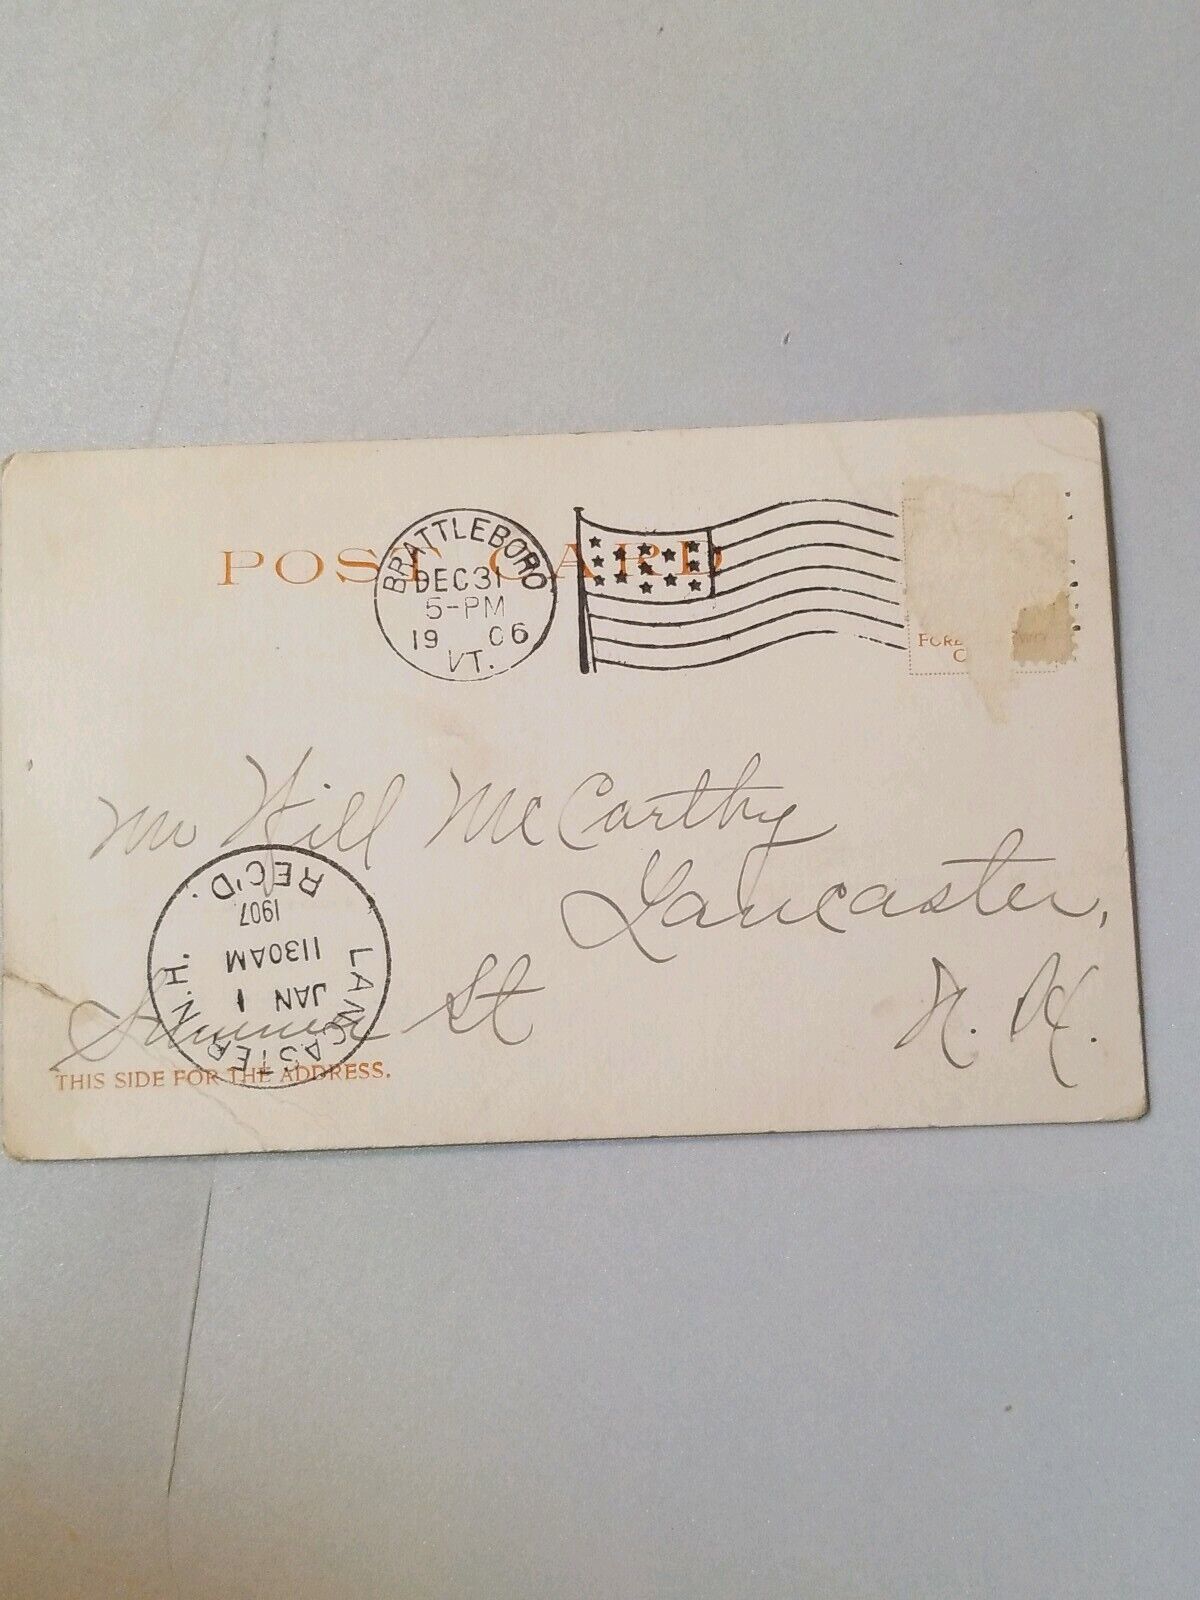 POST CARD
BRATTLEBORO
DEC 31
5-PM
19 06
VT.
FORE
Mr Will McCarthy
Lancaster,
Summer St N. H.
LANCASTER N.H.
JAN 1
1130AM
1907
REC'D.
THIS SIDE FOR THE ADDRESS.